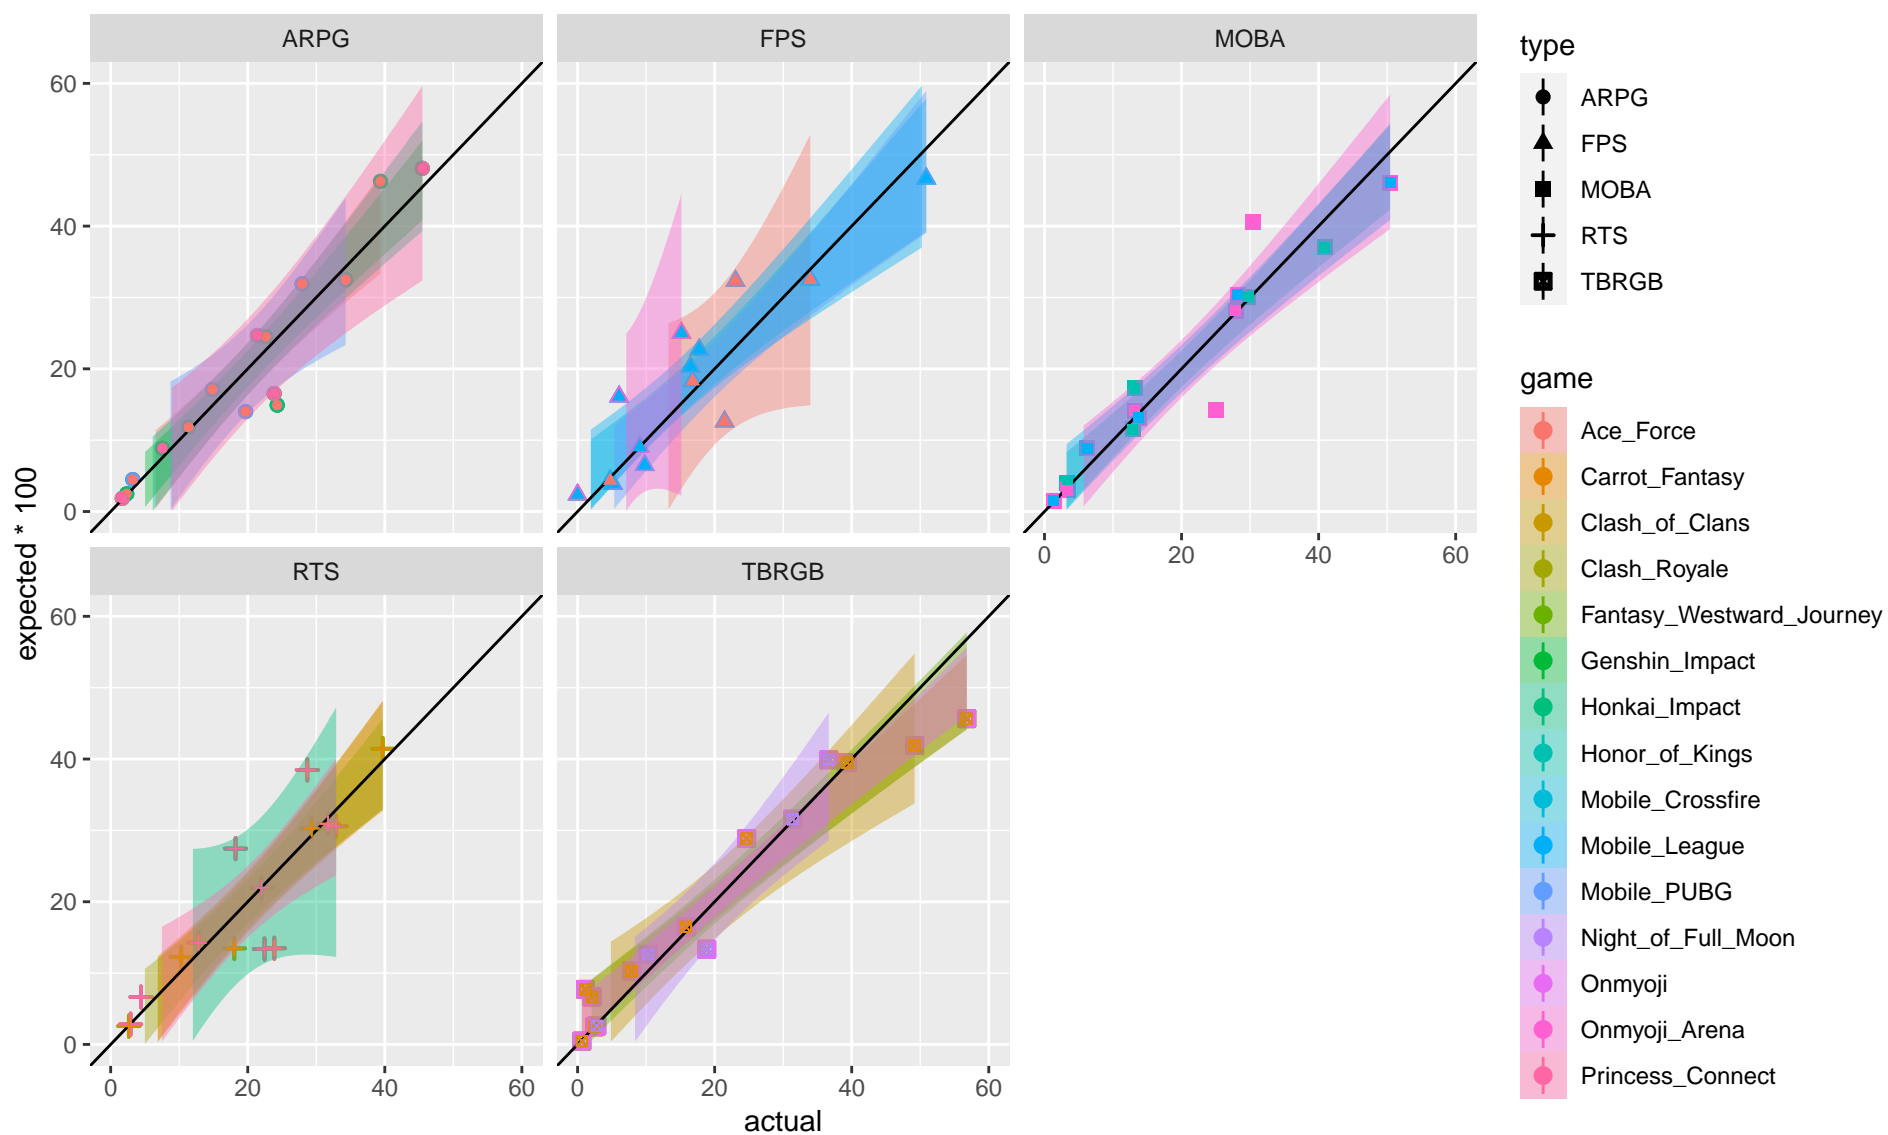 ARPG
FPS
MOBA
60
40
20
0
0 20 40 60
RTS
TBRGB
60
40
20
0
0 20 40 60
0 20 40 60
expected * 100
actual
type
ARPG
FPS
MOBA
RTS
TBRGB
game
Ace_Force
Carrot_Fantasy
Clash_of_Clans
Clash_Royale
Fantasy_Westward_Journey
Genshin_Impact
Honkai_Impact
Honor_of_Kings
Mobile_Crossfire
Mobile_League
Mobile_PUBG
Night_of_Full_Moon
Onmyoji
Onmyoji_Arena
Princess_Connect